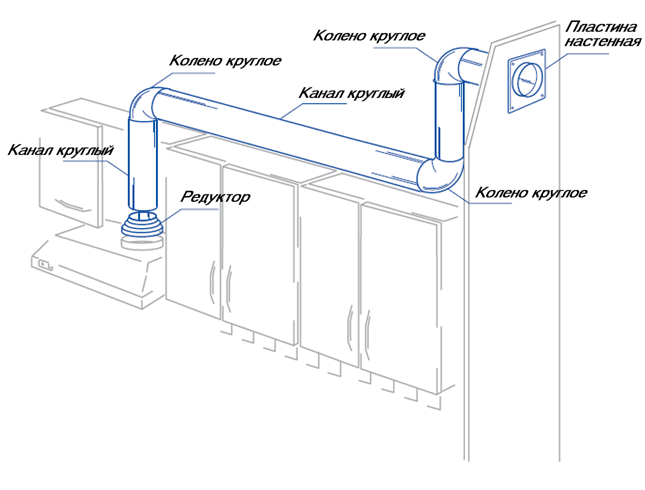 Пластина
настенная
Колено круглое
Колено круглое
Канал круглый
Канал круглый
Редуктор
Колено круглое